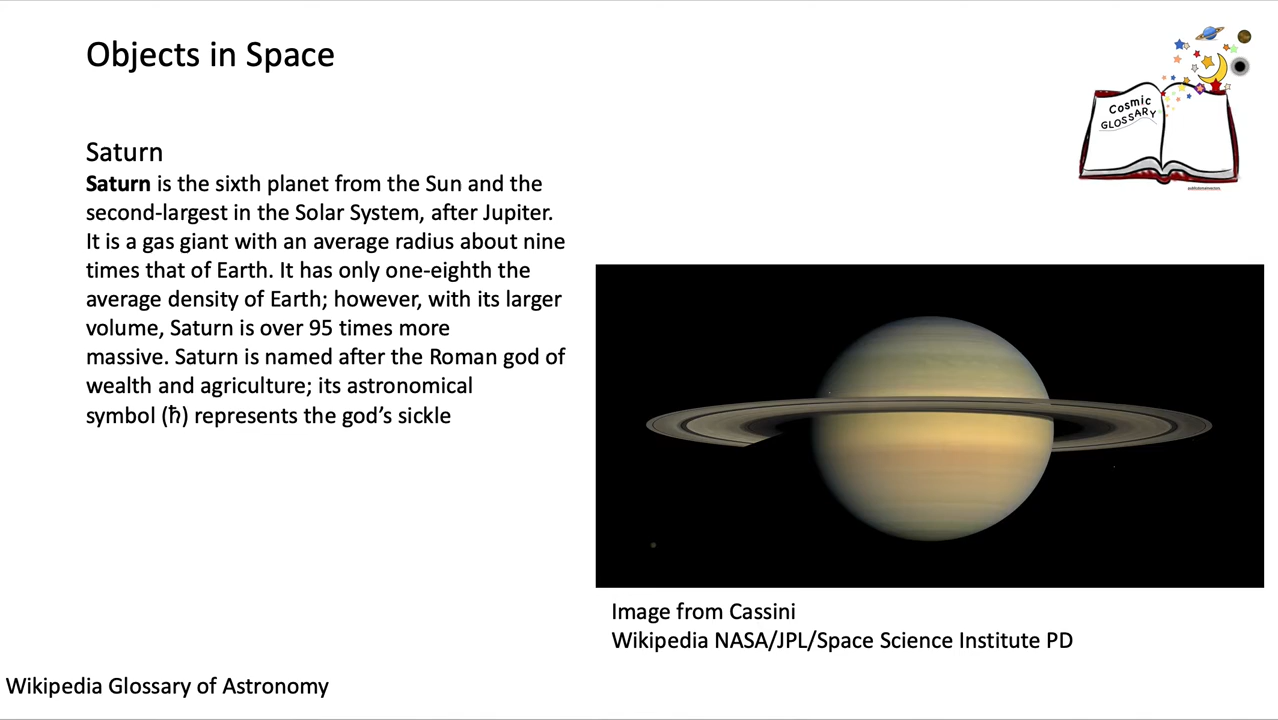 Objects in Space
Cosmic
GLOSSARY
Saturn
Saturn is the sixth planet from the Sun and the
second-largest in the Solar System, after Jupiter.
It is a gas giant with an average radius about nine
times that of Earth. It has only one-eighth the
average density of Earth; however, with its larger
volume, Saturn is over 95 times more
massive. Saturn is named after the Roman god of
wealth and agriculture; its astronomical
symbol (ħ) represents the god’s sickle
Image from Cassini
Wikipedia NASA/JPL/Space Science Institute PD
Wikipedia Glossary of Astronomy